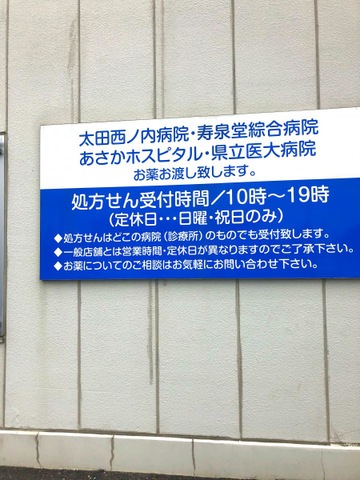 太田西ノ内病院・寿泉堂綜合病院
あさかホスピタル・県立医大病院
お薬お渡し致します。
処方せん受付時間/10時〜19時
(定休日・・・日曜・祝日のみ)
◆処方せんはどこの病院(診療所)のものでも受付致します。
◆一般店舗とは営業時間・定休日が異なりますのでご了承下さい。
◆お薬についてのご相談はお気軽にお問い合わせ下さい。